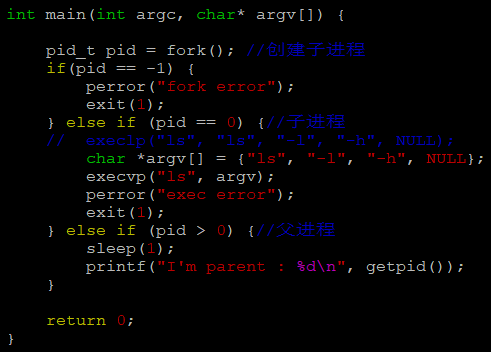 int main(int argc, char* argv[]) {
pid_t pid = fork(); //创建子进程
if(pid == -1) {
perror("fork error");
exit(1);
} else if (pid == 0) {//子进程
//  execlp("ls", "ls", "-l", "-h", NULL);
char *argv[] = {"ls", "-l", "-h", NULL};
execvp("ls", argv);
perror("exec error");
exit(1);
} else if (pid > 0) {//父进程
sleep(1);
printf("I'm parent : %d\n", getpid());
}
return 0;
}